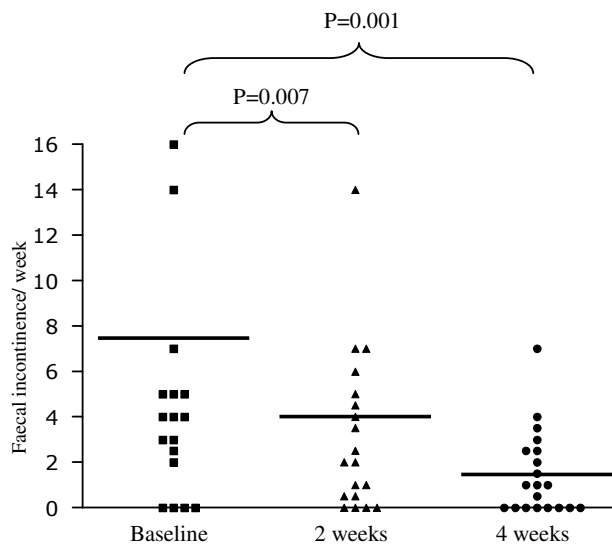 P=0.001
P=0.007
16
14
12
10
8
6
4
2
0
Faecal incontinence/ week
Baseline 2 weeks 4 weeks